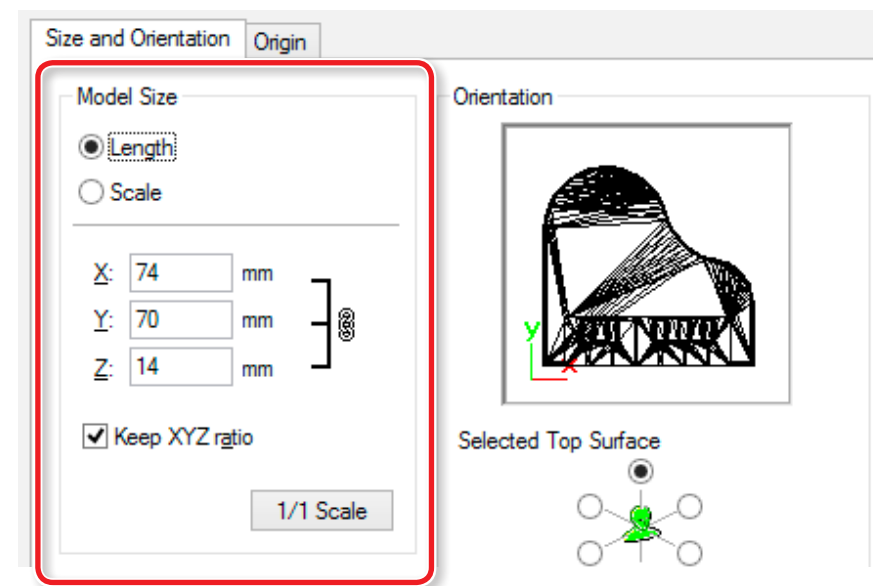 Size and Orientation Origin
Model Size
Length
Scale
X: 74 mm
Y: 70 mm
Z: 14 mm
Keep XYZ ratio
1/1 Scale
Orientation
y
x
Selected Top Surface